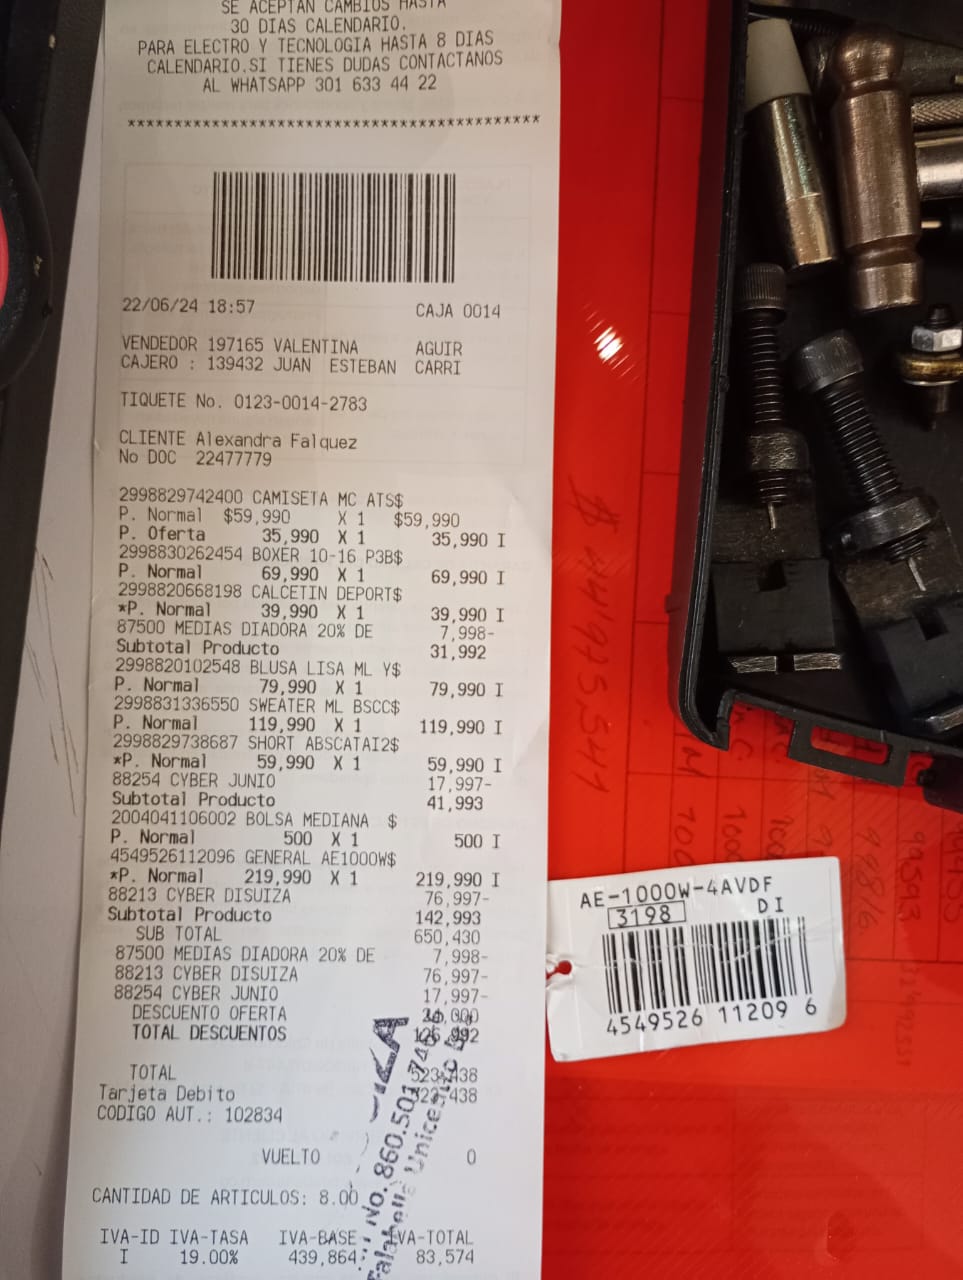 SE ACEPTAN CAMBIOS HASTA
30 DIAS CALENDARIO.
PARA ELECTRO Y TECNOLOGIA HASTA 8 DIAS
CALENDARIO.SI TIENES DUDAS CONTACTANOS
AL WHATSAPP 301 633 44 22
****************************************
22/06/24 18:57 CAJA 0014
VENDEDOR 197165 VALENTINA AGUIR
CAJERO : 139432 JUAN ESTEBAN CARRI
TIQUETE No. 0123-0014-2783
CLIENTE Alexandra Falquez
No DOC 22477779
2998829742400 CAMISETA MC ATS$
P. Normal $59,990 X 1 $59,990
P. Oferta 35,990 X 1 35,990 I
2998830262454 BOXER 10-16 P3B$
P. Normal 69,990 X 1 69,990 I
2998820668198 CALCETIN DEPORT$
*P. Normal 39,990 X 1 39,990 I
87500 MEDIAS DIADORA 20% DE 7,998-
Subtotal Producto 31,992
2998820102548 BLUSA LISA ML Y$
P. Normal 79,990 X 1 79,990 I
2998831336550 SWEATER ML BSCC$
P. Normal 119,990 X 1 119,990 I
2998829738687 SHORT ABSCATAI2$
*P. Normal 59,990 X 1 59,990 I
88254 CYBER JUNIO 17,997-
Subtotal Producto 41,993
2004041106002 BOLSA MEDIANA $
P. Normal 500 X 1 500 I
4549526112096 GENERAL AE1000W$
*P. Normal 219,990 X 1 219,990 I
88213 CYBER DISUIZA 76,997-
Subtotal Producto 142,993
SUB TOTAL 650,430
87500 MEDIAS DIADORA 20% DE 7,998-
88213 CYBER DISUIZA 76,997-
88254 CYBER JUNIO 17,997-
DESCUENTO OFERTA
TOTAL DESCUENTOS
TOTAL
Tarjeta Debito
CODIGO AUT.: 102834
VUELTO 0
CANTIDAD DE ARTICULOS: 8.00
IVA-ID IVA-TASA IVA-BASE IVA-TOTAL
I 19.00% 439,864 83,574
No. 860.501.746
Falabella Unicentro
AE-1000W-4AVDF
3198 DI
4549526 11209 6